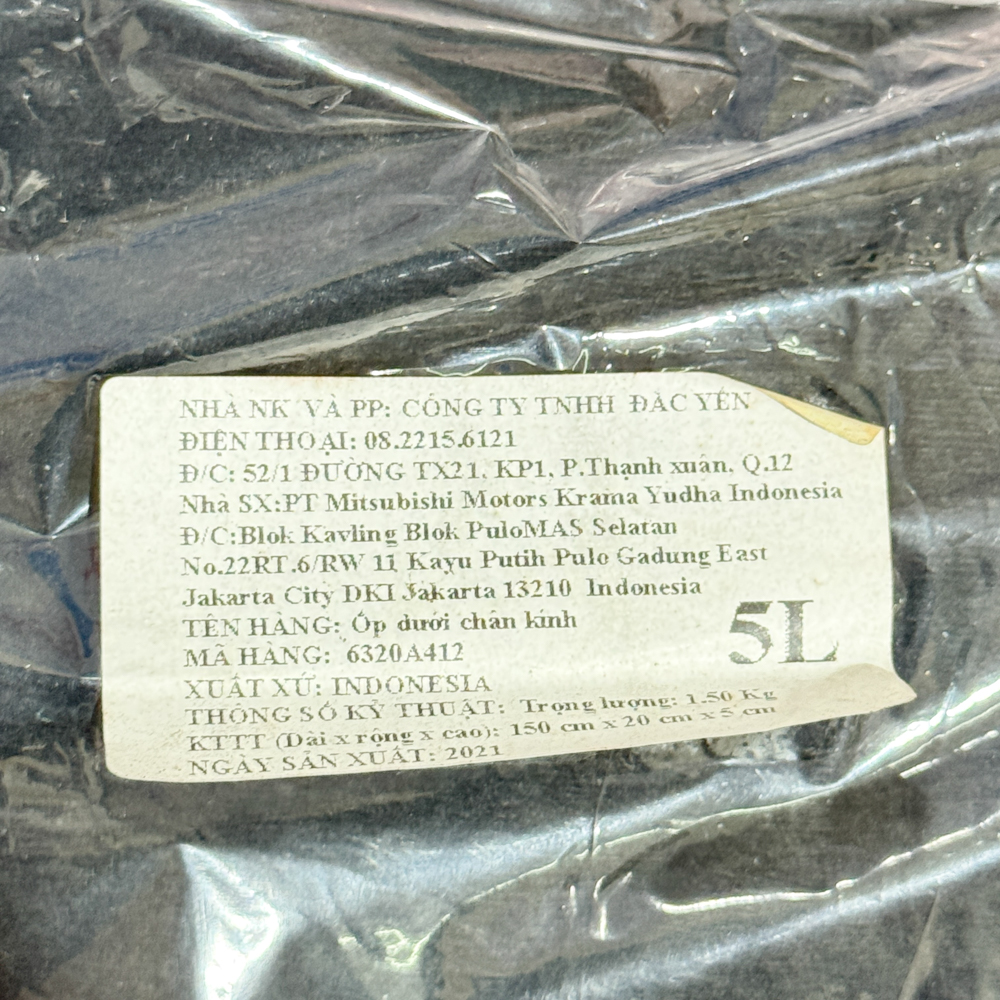 NHÀ NK VÀ PP: CÔNG TY TNHH ĐẮC YẾN
ĐIỆN THOẠI: 08.2215.6121
Đ/C: 52/1 ĐƯỜNG TX21, KP1, P.Thạnh xuân, Q.12
Nhà SX:PT Mitsubishi Motors Krama Yudha Indonesia
Đ/C:Blok Kavling Blok PuloMAS Selatan
No.22RT.6/RW 11 Kayu Putih Pulo Gadung East
Jakarta City DKI Jakarta 13210 Indonesia
TÊN HÀNG: Ốp dưới chân kính
MÃ HÀNG: 6320A412
5L
XUẤT XỨ: INDONESIA
THÔNG SỐ KỸ THUẬT: Trọng lượng: 1.50 Kg
KTTT (Dài x rộng x cao): 150 cm x 20 cm x 5 cm
NGÀY SẢN XUẤT: 2021